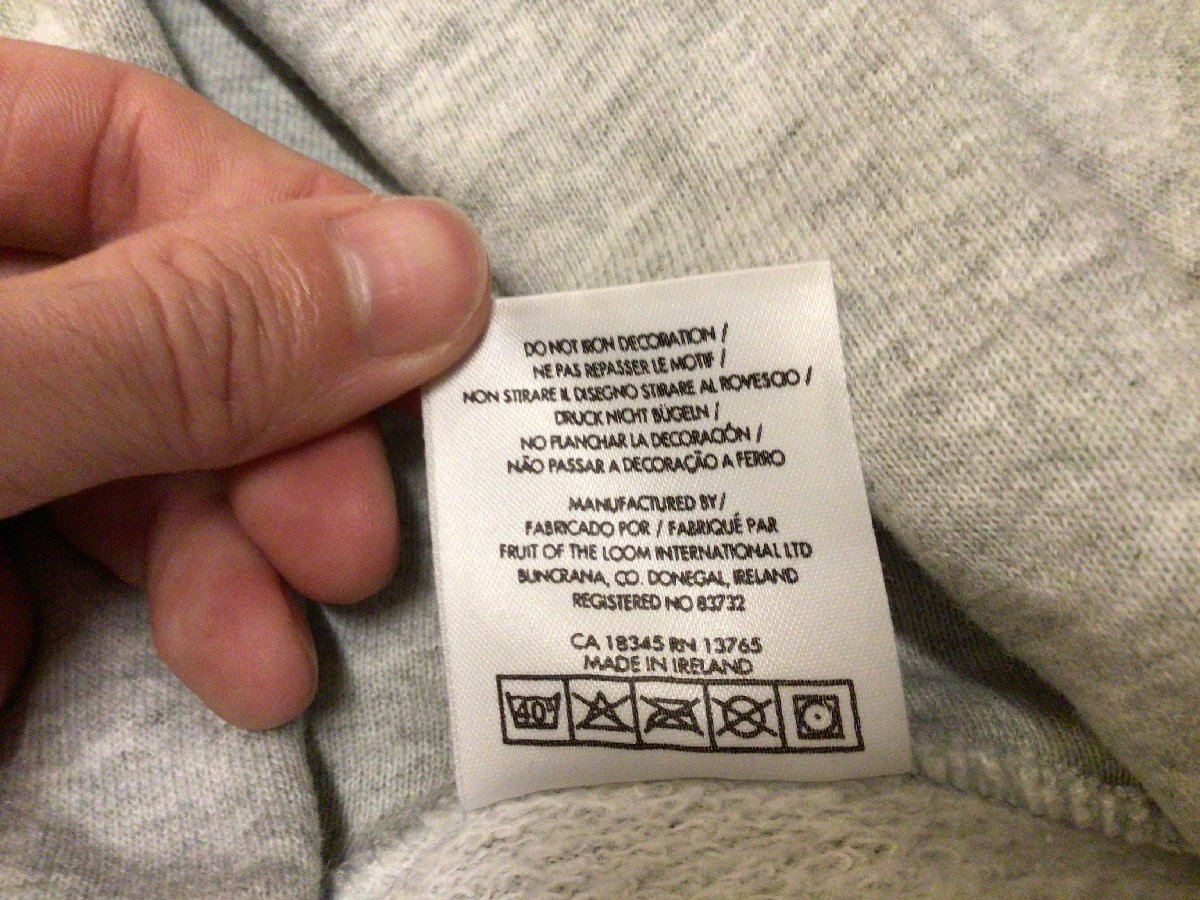 DO NOT IRON DECORATION /
NE PAS REPASSER LE MOTIF /
NON STIRARE IL DISEGNO STIRARE AL ROVESCIO /
DRUCK NICHT BÜGELN /
NO PLANCHAR LA DECORACIÓN /
NÃO PASSAR A DECORAÇÃO A FERRO
MANUFACTURED BY /
FABRICADO POR / FABRIQUÉ PAR
FRUIT OF THE LOOM INTERNATIONAL LTD
BUNCRANA, CO. DONEGAL, IRELAND
REGISTERED NO 83732
CA 18345 RN 13765
MADE IN IRELAND
40°